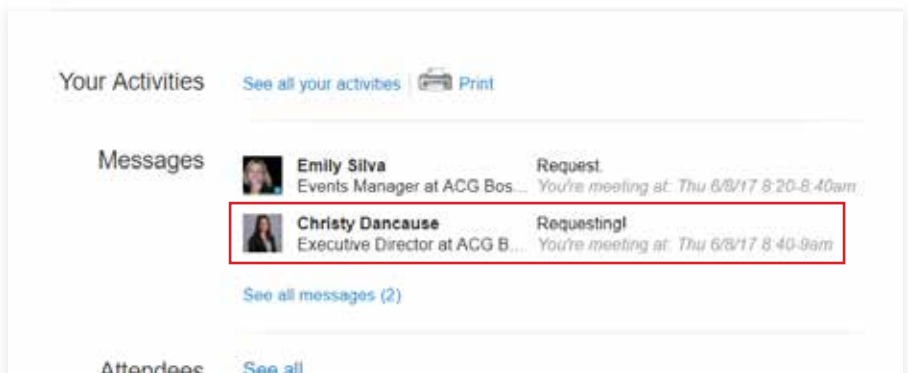 Your Activities See all your activities Print
Messages Emily Silva Request.
Events Manager at ACG Bos... You're meeting at: Thu 6/8/17 8:20-8:40am
Christy Dancause Requesting!
Executive Director at ACG B... You're meeting at: Thu 6/8/17 8:40-9am
See all messages (2)
Attendees See all